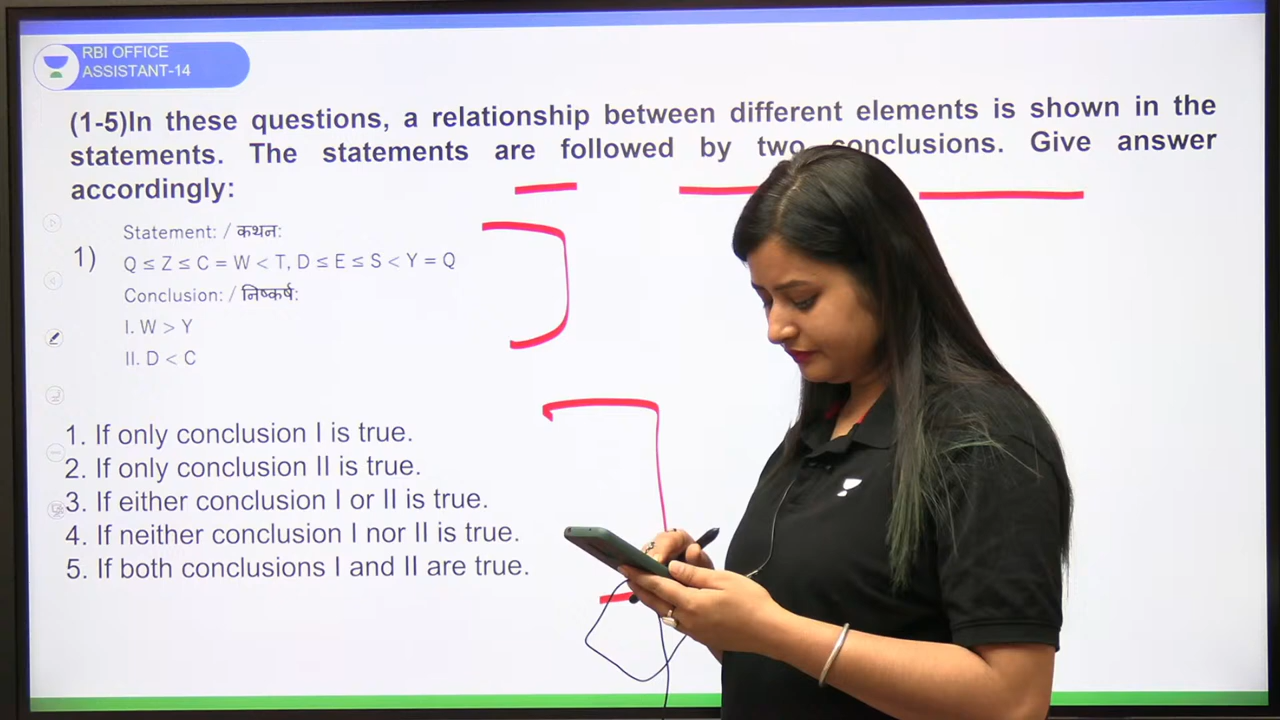 RBI OFFICE
ASSISTANT-14
(1-5)In these questions, a relationship between different elements is shown in the
statements. The statements are followed by two conclusions. Give answer
accordingly:
Statement: / कथन:
1) Q ≤ Z ≤ C = W < T, D ≤ E ≤ S < Y = Q
Conclusion: / निष्कर्ष:
I. W > Y
II. D < C
1. If only conclusion I is true.
2. If only conclusion II is true.
3. If either conclusion I or II is true.
4. If neither conclusion I nor II is true.
5. If both conclusions I and II are true.